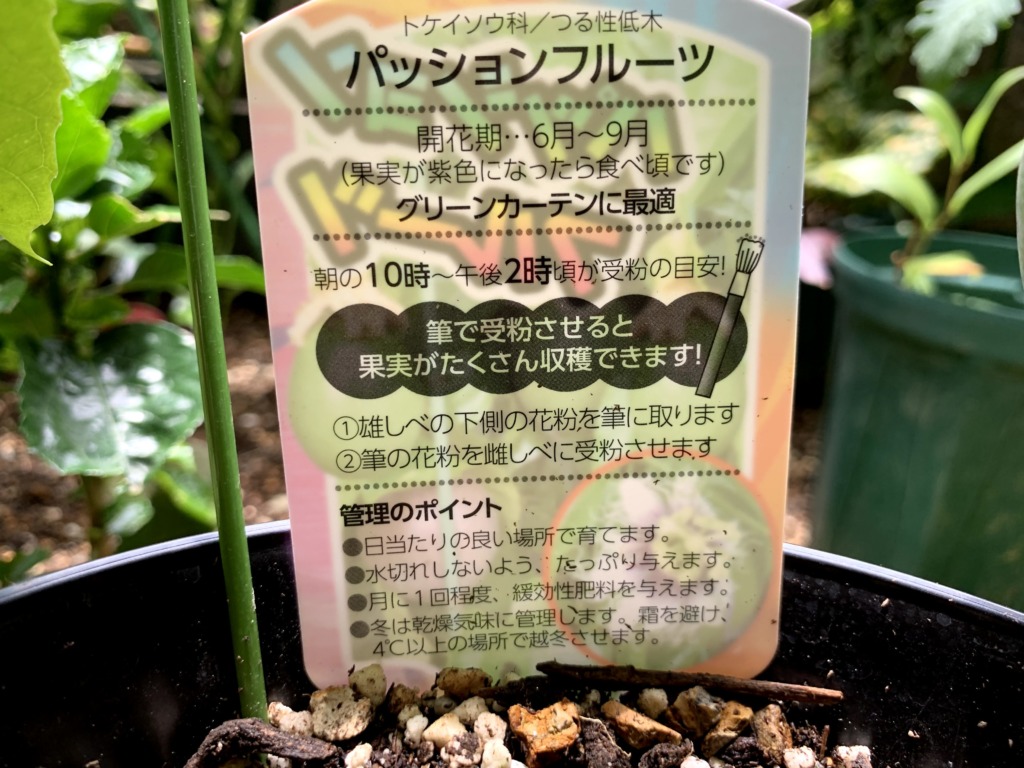 トケイソウ科／つる性低木
パッションフルーツ
開花期…6月～9月
（果実が紫色になったら食べ頃です）
グリーンカーテンに最適
朝の10時～午後2時頃が受粉の目安!
筆で受粉させると
果実がたくさん収穫できます!
①雄しべの下側の花粉を筆に取ります
②筆の花粉を雌しべに受粉させます
管理のポイント
●日当たりの良い場所で育てます。
●水切れしないよう、たっぷり与えます。
●月に1回程度、緩効性肥料を与えます。
●冬は乾燥気味に管理します。霜を避け、
4℃以上の場所で越冬させます。